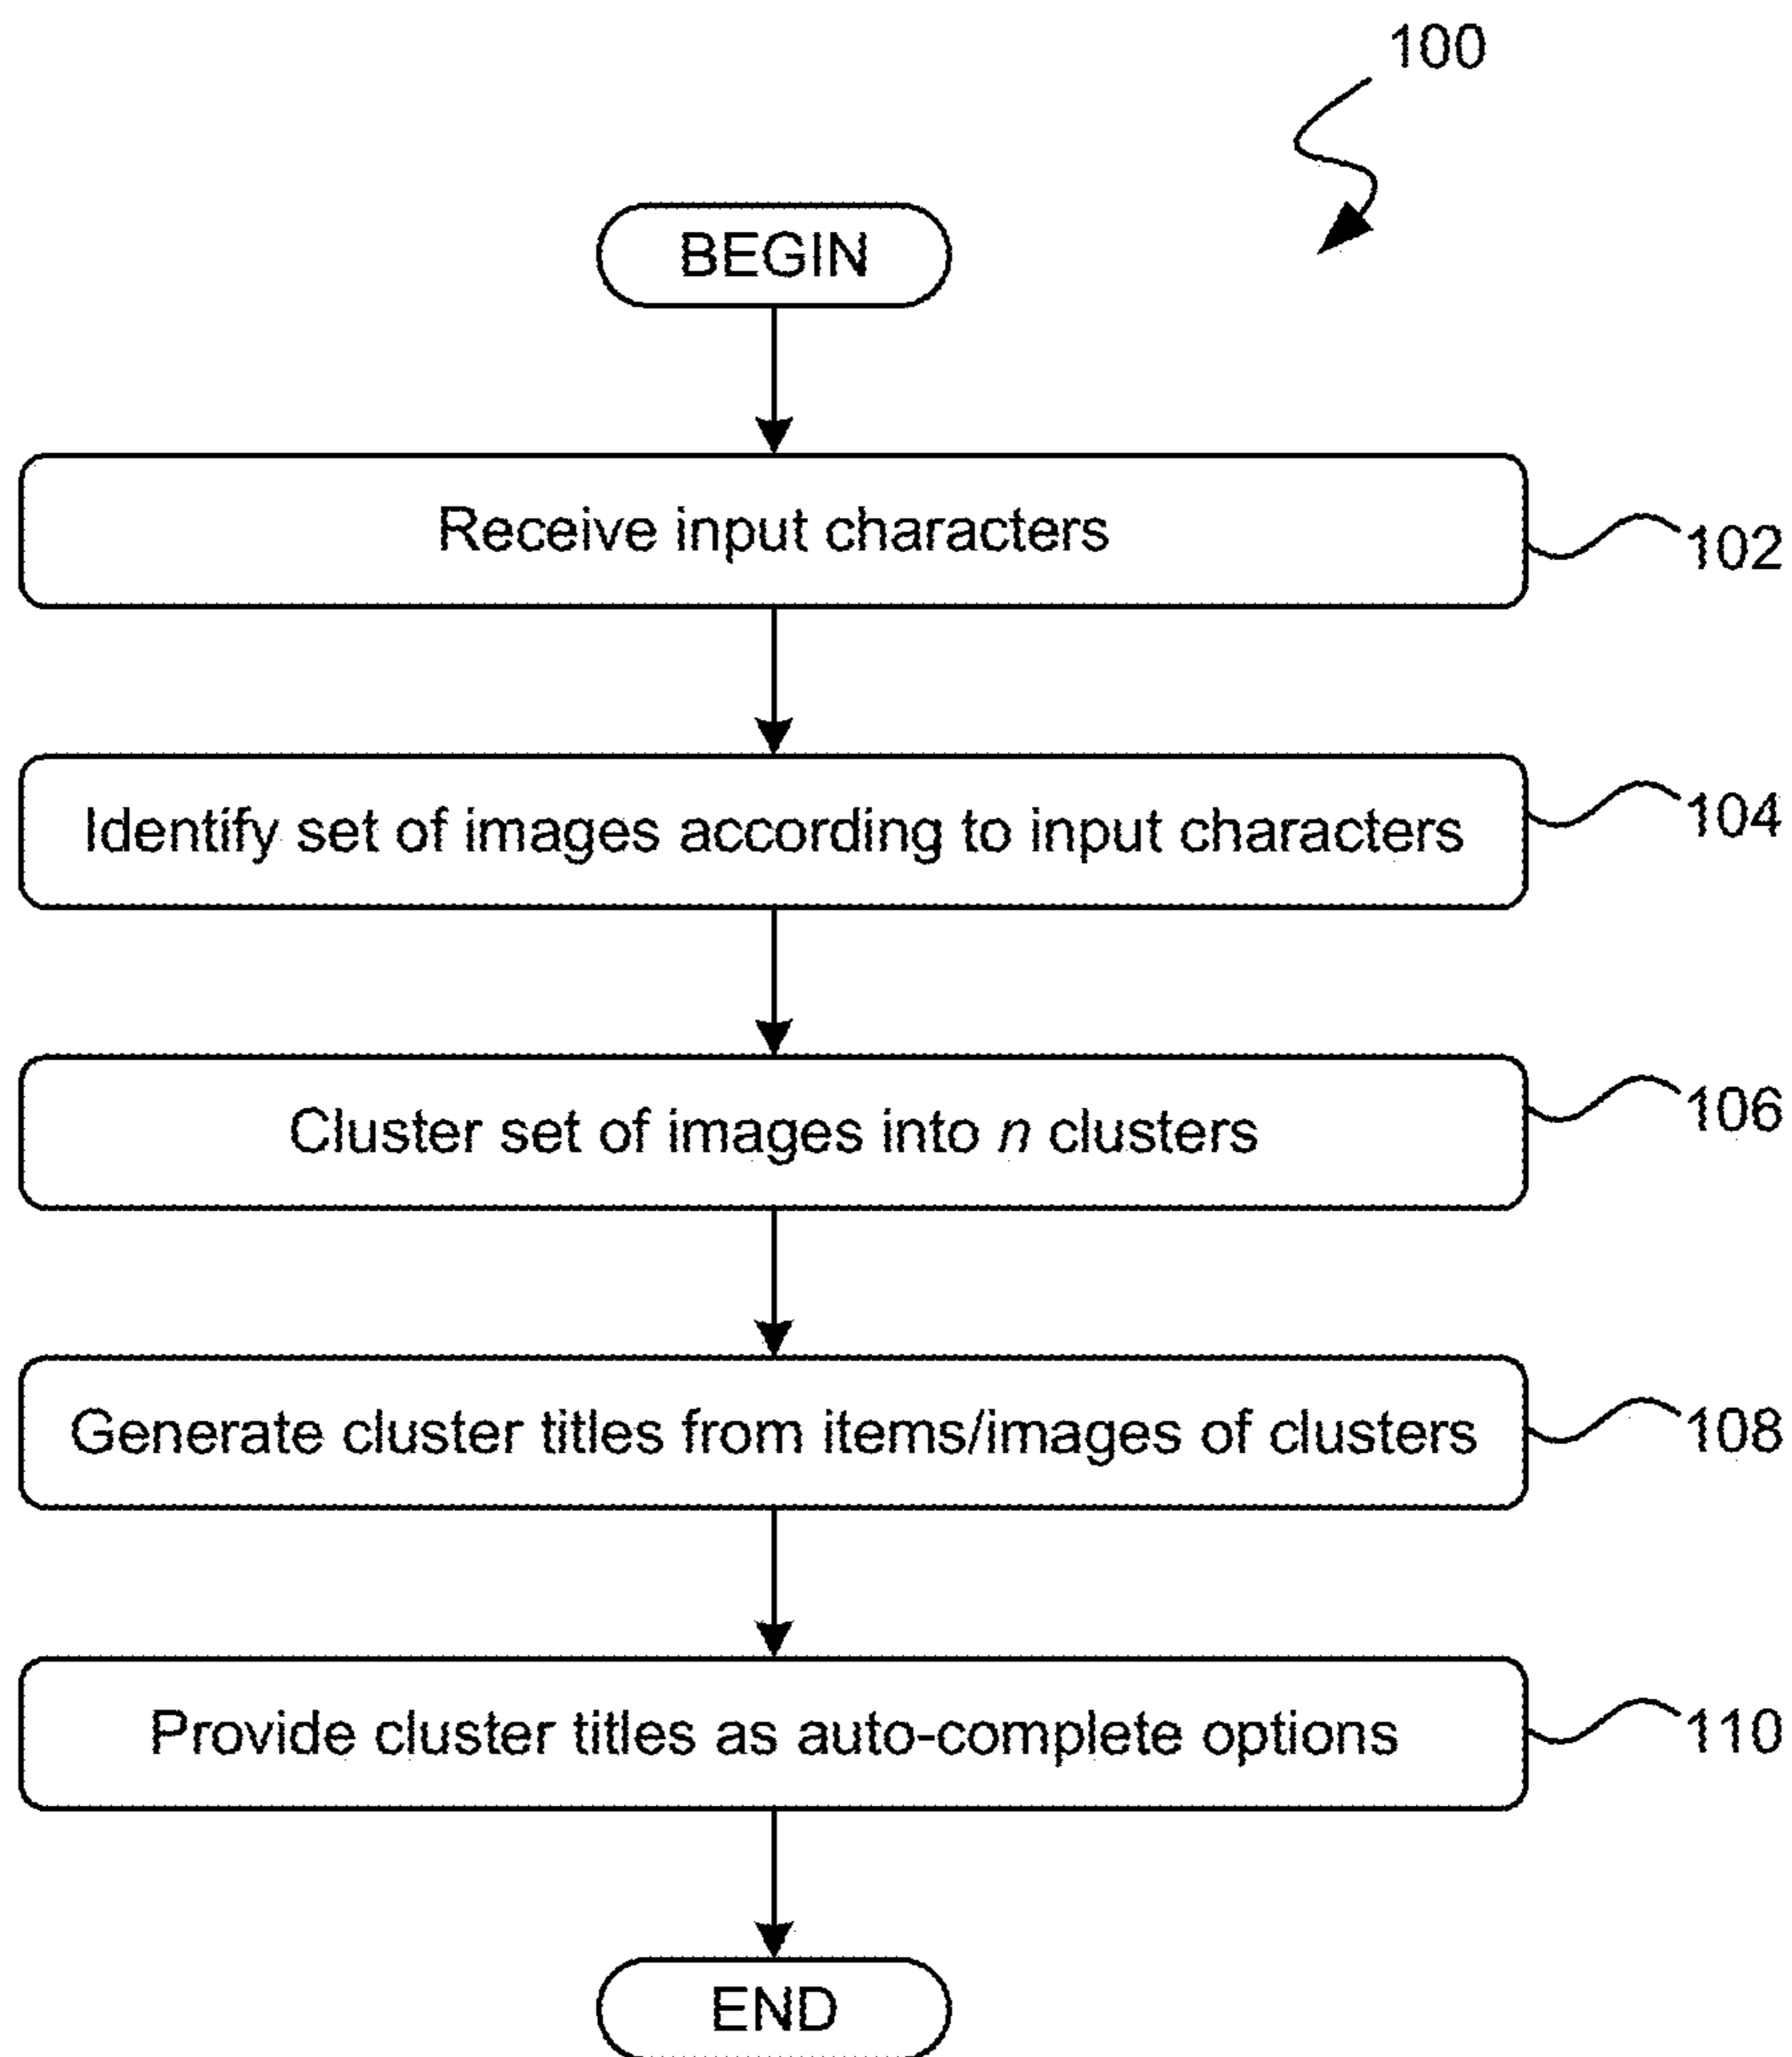 100
BEGIN
Receive input characters
102
Identify set of images according to input characters
104
Cluster set of images into n clusters
106
Generate cluster titles from items/images of clusters
108
Provide cluster titles as auto-complete options
110
END